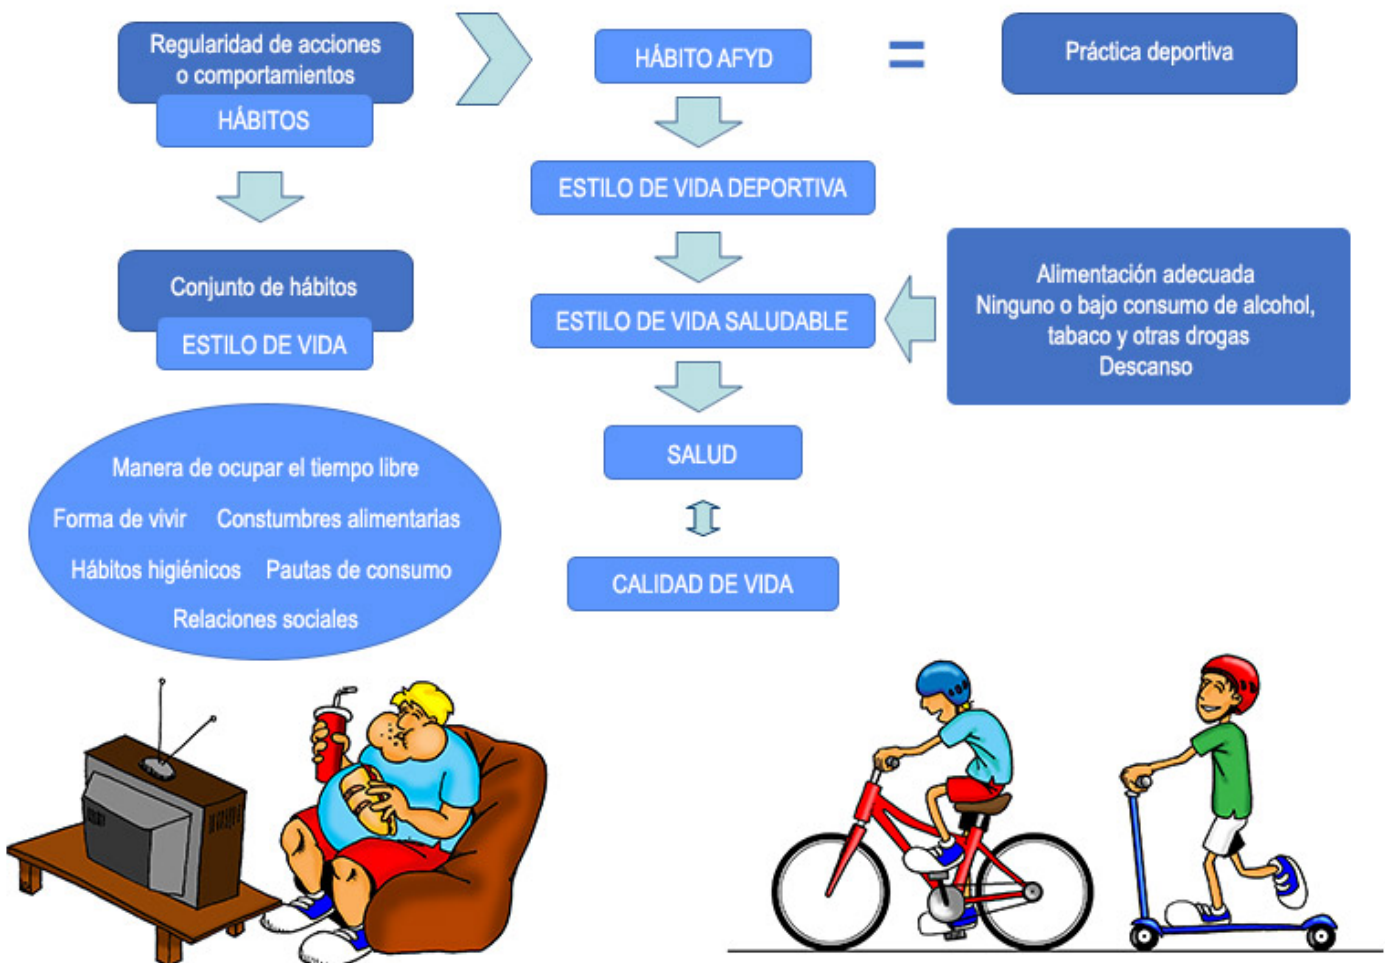 Regularidad de acciones
o comportamientos
HÁBITOS
HÁBITO AFYD
=
Práctica deportiva
ESTILO DE VIDA DEPORTIVA
Conjunto de hábitos
ESTILO DE VIDA
ESTILO DE VIDA SALUDABLE
Alimentación adecuada
Ninguno o bajo consumo de alcohol,
tabaco y otras drogas
Descanso
SALUD
CALIDAD DE VIDA
Manera de ocupar el tiempo libre
Forma de vivir Constumbres alimentarias
Hábitos higiénicos Pautas de consumo
Relaciones sociales